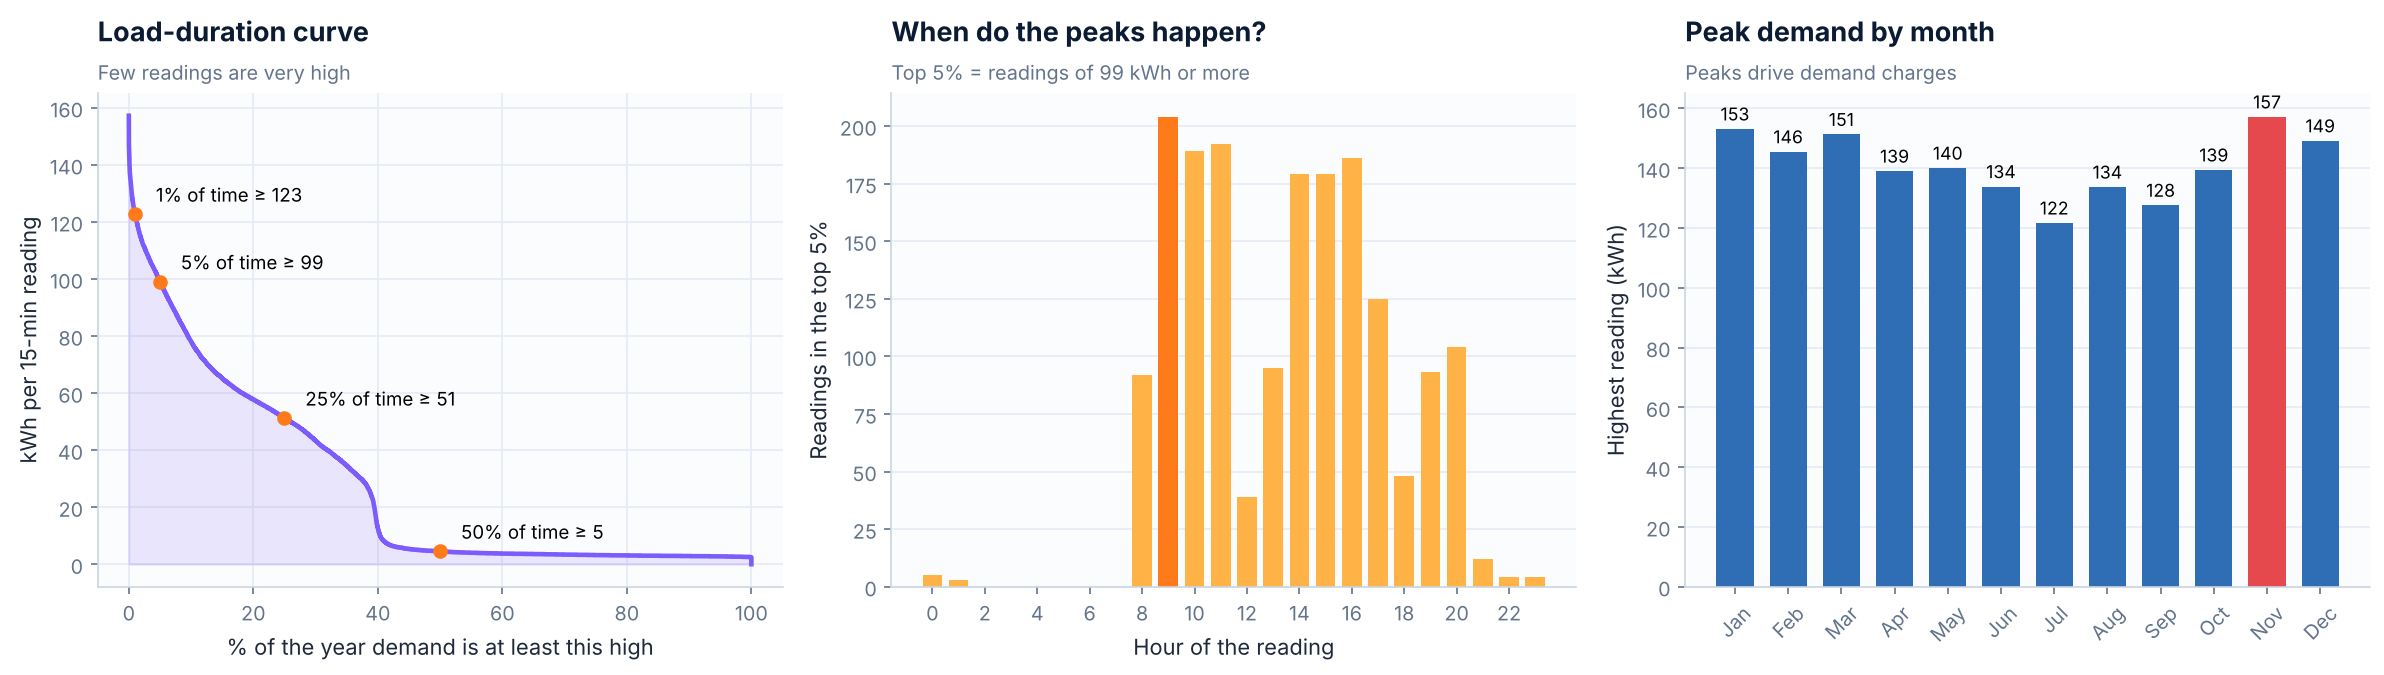 Load-duration curve
Few readings are very high
kWh per 15-min reading
160
140
120
100
80
60
40
20
0
1% of time ≥ 123
5% of time ≥ 99
25% of time ≥ 51
50% of time ≥ 5
0 20 40 60 80 100
% of the year demand is at least this high
When do the peaks happen?
Top 5% = readings of 99 kWh or more
Readings in the top 5%
200
175
150
125
100
75
50
25
0
0 2 4 6 8 10 12 14 16 18 20 22
Hour of the reading
Peak demand by month
Peaks drive demand charges
Highest reading (kWh)
160
140
120
100
80
60
40
20
0
153 146 151 139 140 134 122 134 128 139 157 149
Jan Feb Mar Apr May Jun Jul Aug Sep Oct Nov Dec